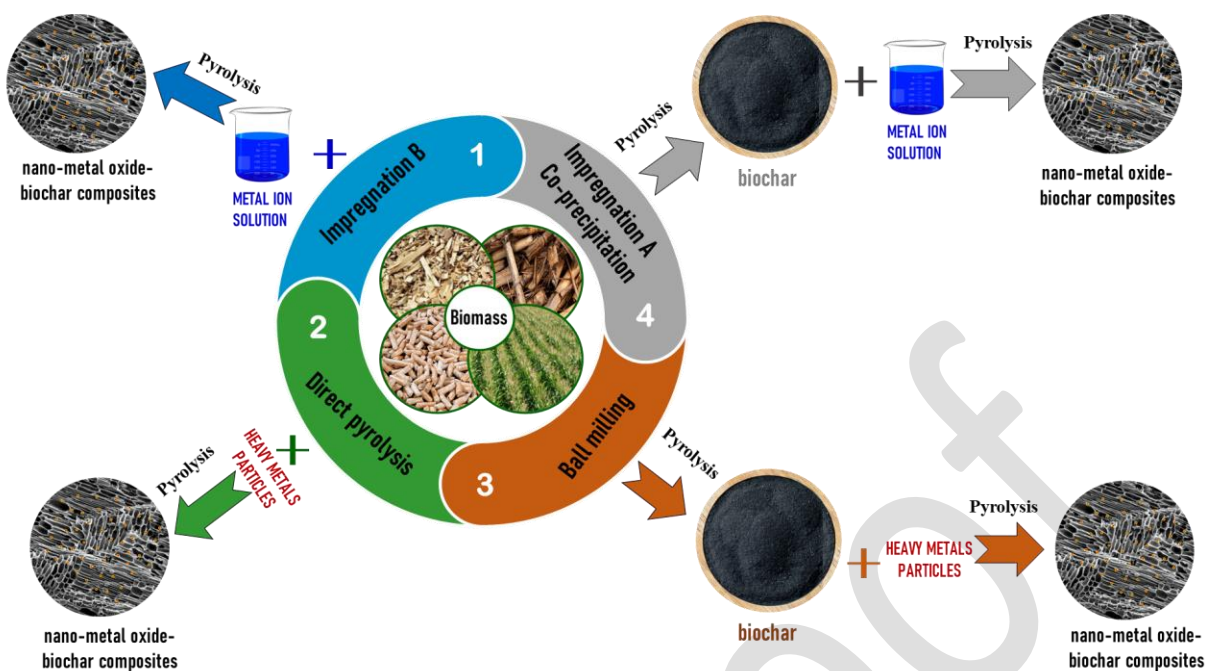 Pyrolysis
nano-metal oxide-
biochar composites
METAL ION
SOLUTION
+
Impregnation B
1
Impregnation A
Co-precipitation
4
Pyrolysis
biochar
+
METAL ION
SOLUTION
Pyrolysis
nano-metal oxide-
biochar composites
Biomass
2
Direct pyrolysis
+
HEAVY METALS
PARTICLES
Pyrolysis
nano-metal oxide-
biochar composites
3
Ball milling
Pyrolysis
biochar
+
HEAVY METALS
PARTICLES
Pyrolysis
nano-metal oxide-
biochar composites